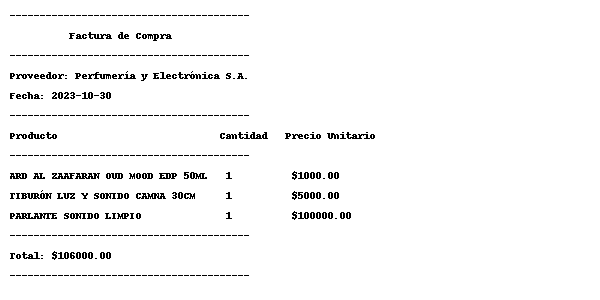 ----------------------------------------
Factura de Compra
----------------------------------------
Proveedor: Perfumería y Electrónica S.A.
Fecha: 2023-10-30
----------------------------------------
Producto Cantidad Precio Unitario
----------------------------------------
ARD AL ZAAFARAN OUD MOOD EDP 50ML 1 $1000.00
TIBURÓN LUZ Y SONIDO CAMNA 30CM 1 $5000.00
PARLANTE SONIDO LIMPIO 1 $100000.00
----------------------------------------
Total: $106000.00
----------------------------------------